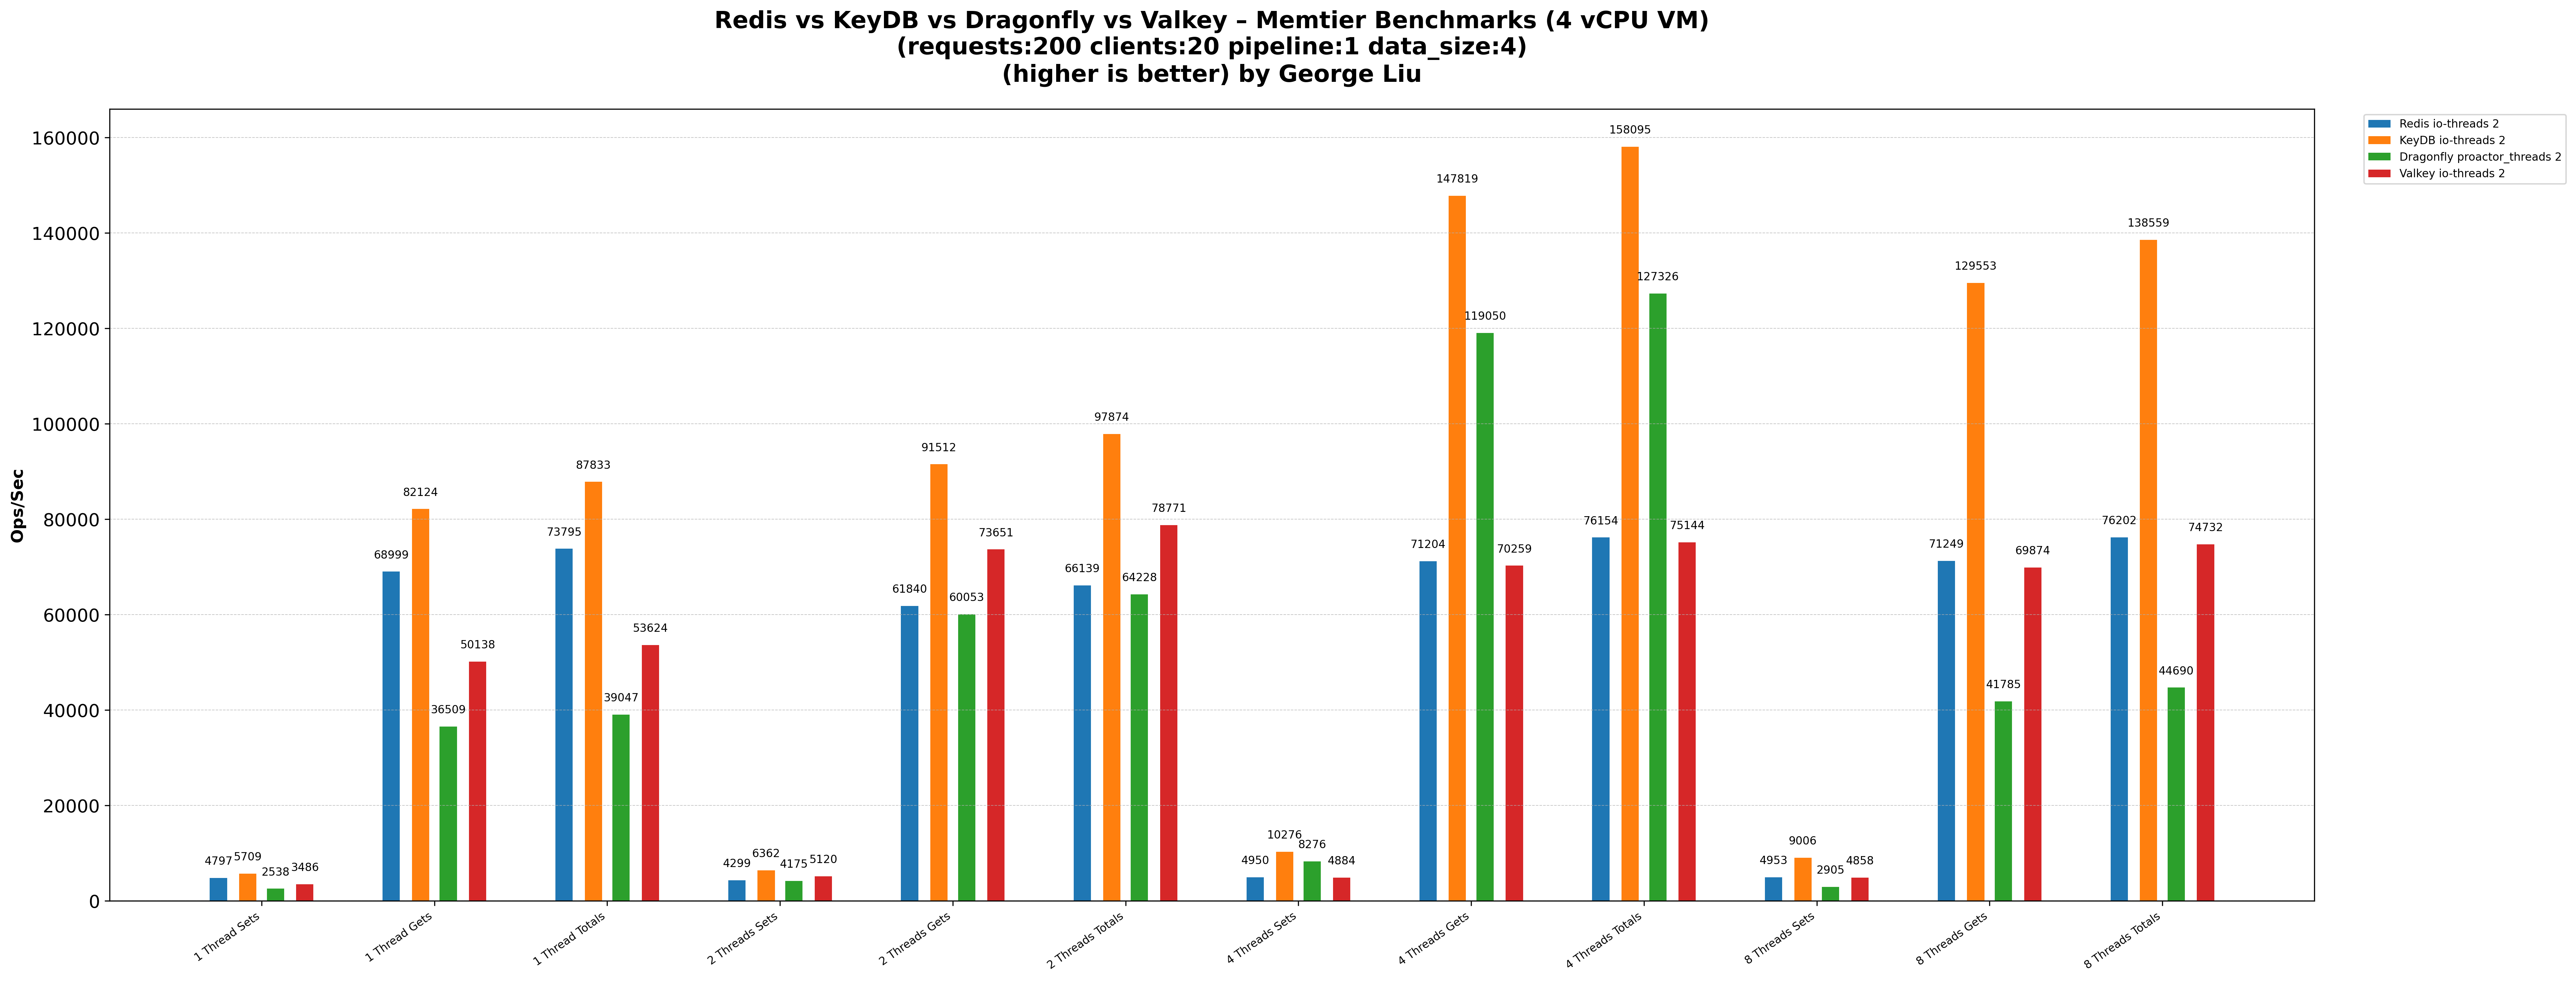 Redis vs KeyDB vs Dragonfly vs Valkey – Memtier Benchmarks (4 vCPU VM)
(requests:200 clients:20 pipeline:1 data_size:4)
(higher is better) by George Liu
Redis io-threads 2
KeyDB io-threads 2
Dragonfly proactor_threads 2
Valkey io-threads 2
Ops/Sec
160000
140000
120000
100000
80000
60000
40000
20000
0
4797
5709
2538
3486
68999
82124
36509
50138
73795
87833
39047
53624
4299
6362
4175
5120
61840
91512
60053
73651
66139
97874
64228
78771
4950
10276
8276
4884
71204
147819
119050
70259
76154
158095
127326
75144
4953
9006
2905
4858
71249
129553
41785
69874
76202
138559
44690
74732
1 Thread Sets
1 Thread Gets
1 Thread Totals
2 Threads Sets
2 Threads Gets
2 Threads Totals
4 Threads Sets
4 Threads Gets
4 Threads Totals
8 Threads Sets
8 Threads Gets
8 Threads Totals